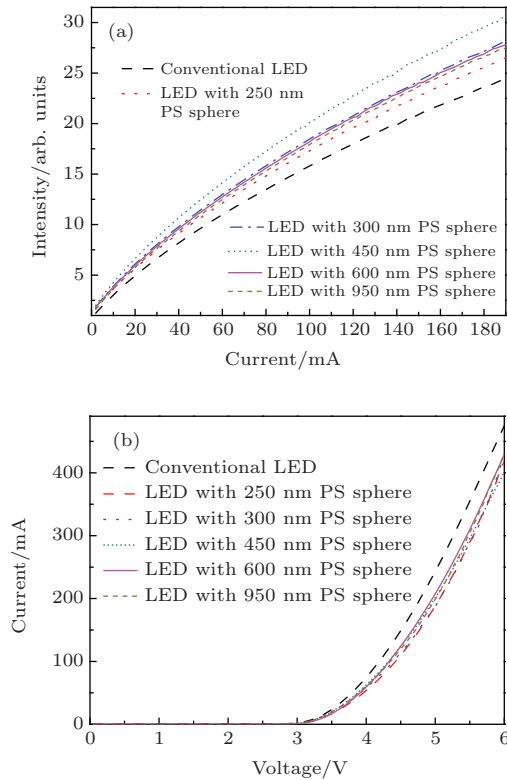 (a)
Conventional LED
LED with 250 nm
PS sphere
LED with 300 nm PS sphere
LED with 450 nm PS sphere
LED with 600 nm PS sphere
LED with 950 nm PS sphere
Intensity/arb. units
30
25
20
15
10
5
0 20 40 60 80 100 120 140 160 180
Current/mA
(b)
Conventional LED
LED with 250 nm PS sphere
LED with 300 nm PS sphere
LED with 450 nm PS sphere
LED with 600 nm PS sphere
LED with 950 nm PS sphere
Current/mA
400
300
200
100
0
0 1 2 3 4 5 6
Voltage/V